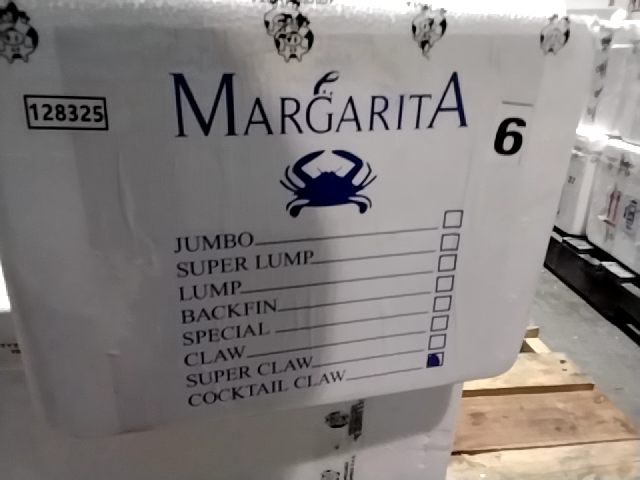 128325
MARGARITA
6
JUMBO
SUPER LUMP
LUMP
BACKFIN
SPECIAL
CLAW
SUPER CLAW
COCKTAIL CLAW